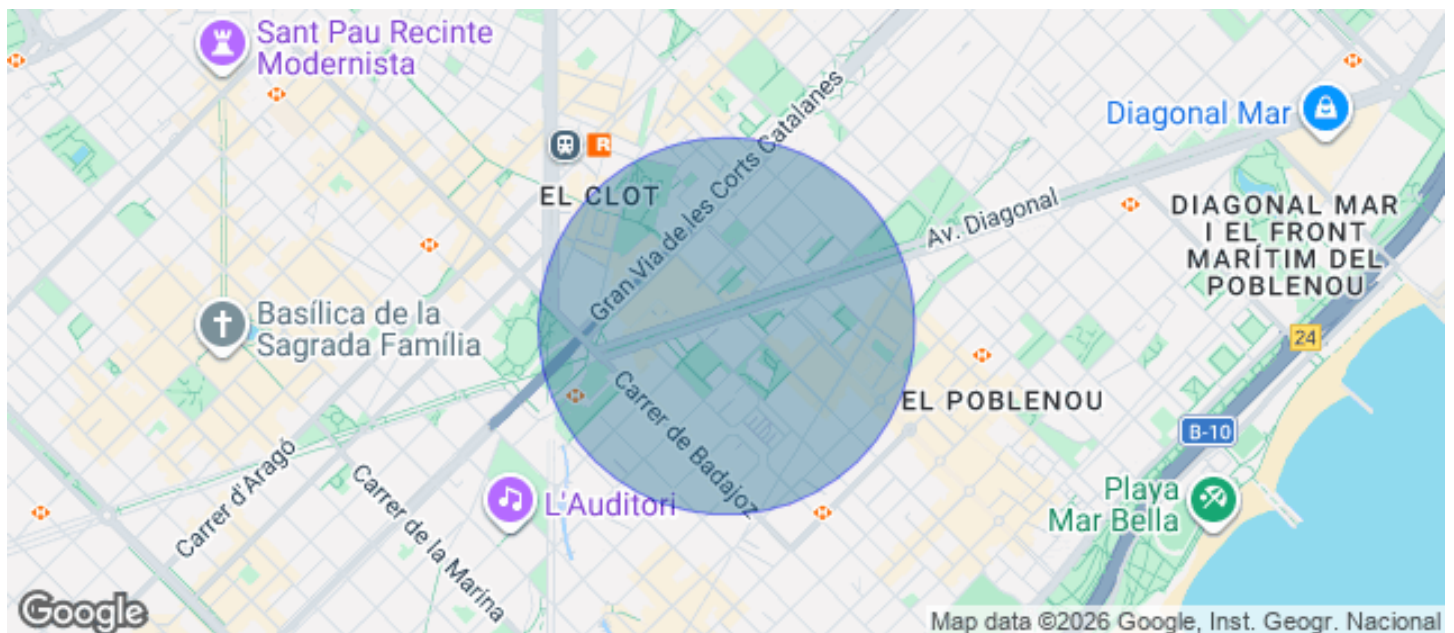 Sant Pau Recinte
Modernista
Diagonal Mar
Gran Via de les Corts Catalanes
R
EL CLOT
Av. Diagonal
DIAGONAL MAR
I EL FRONT
MARÍTIM DEL
POBLENOU
Basílica de la
Sagrada Família
24
Carrer de Badajoz
EL POBLENOU
B-10
Carrer d'Aragó
Carrer de la Marina
L'Auditori
Playa
Mar Bella
Google
Map data ©2026 Google, Inst. Geogr. Nacional